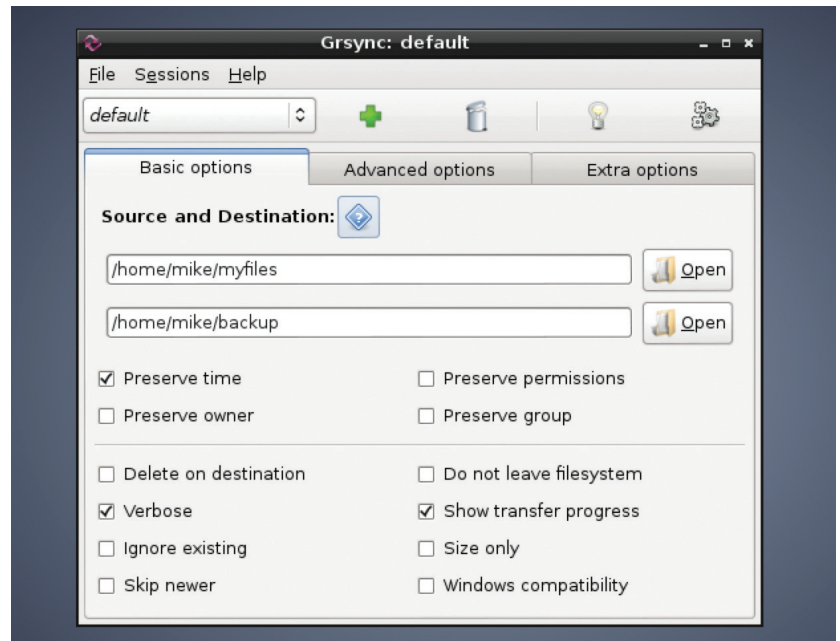 Grsync: default
File Sessions Help
default
Basic options Advanced options Extra options
Source and Destination:
/home/mike/myfiles Open
/home/mike/backup Open
Preserve time Preserve permissions
Preserve owner Preserve group
Delete on destination Do not leave filesystem
Verbose Show transfer progress
Ignore existing Size only
Skip newer Windows compatibility